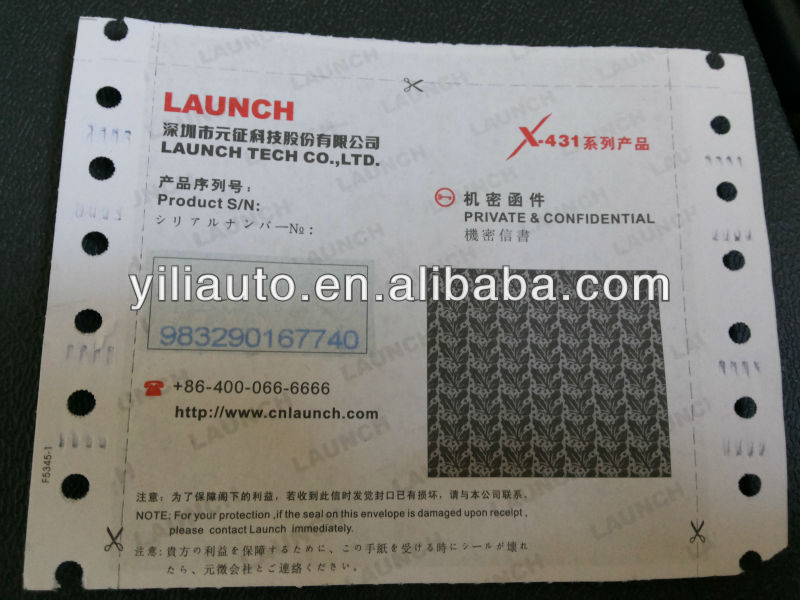 LAUNCH
深圳市元征科技股份有限公司
LAUNCH TECH CO.,LTD.
X-431系列产品
产品序列号：
Product S/N:
シリアルナンバー№：
机密函件
PRIVATE & CONFIDENTIAL
機密信書
yiliauto.en.alibaba.com
983290167740
+86-400-066-6666
http://www.cnlaunch.com
F5345-1
注意：为了保障阁下的利益，若收到此信时发觉封口已有损坏，请与本公司联系。
NOTE: For your protection ,if the seal on this envelope is damaged upon receipt ,
please contact Launch immediately.
注意：貴方の利益を保障するために、この手紙を受ける時にシールが壊れ
たら、元徴会社とご連絡ください。